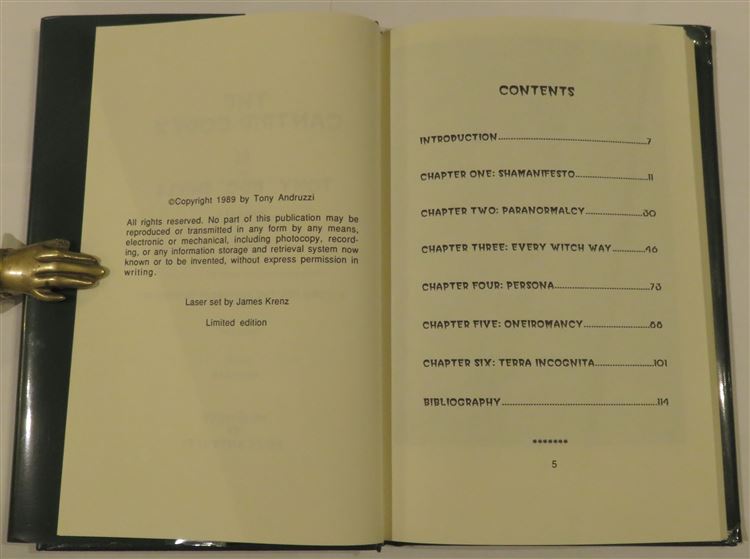 ©Copyright 1989 by Tony Andruzzi
All rights reserved. No part of this publication may be
reproduced or transmitted in any form by any means,
electronic or mechanical, including photocopy, record-
ing, or any information storage and retrieval system now
known or to be invented, without express permission in
writing.
Laser set by James Krenz
Limited edition
CONTENTS
INTRODUCTION........................................7
CHAPTER ONE: SHAMANIFESTO....................11
CHAPTER TWO: PARANORMALCY...............30
CHAPTER THREE: EVERY WITCH WAY..........46
CHAPTER FOUR: PERSONA.........................73
CHAPTER FIVE: ONEIROMANCY.................88
CHAPTER SIX: TERRA INCOGNITA...............101
BIBLIOGRAPHY..........................................114
*******
5